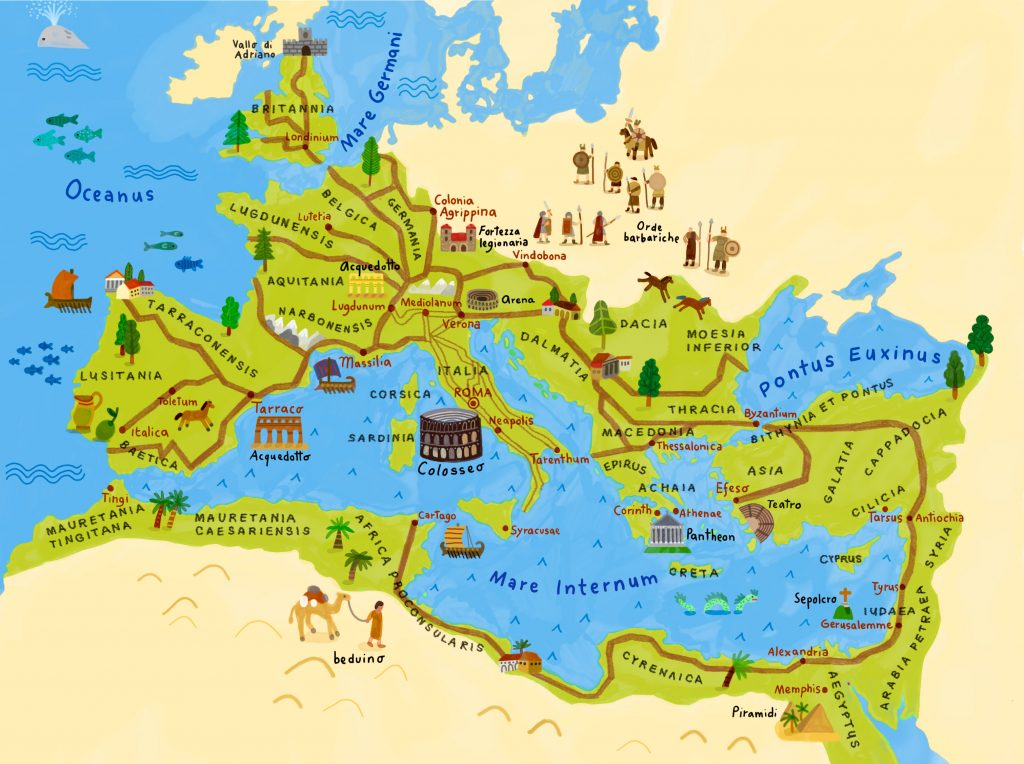 Vallo di
Adriano
Mare Germani
BRITANNIA
Londinium
Oceanus
BELGICA
GERMANIA
LUGDUNENSIS
Lutetia
Colonia
Agrippina
Fortezza
legionaria
Orde
barbariche
Vindobona
Acquedotto
AQUITANIA
Lugdunum
Mediolanum
Arena
Verona
NARBONENSIS
TARRACONENSIS
DACIA
MOESIA
INFERIOR
DALMATIA
Pontus Euxinus
Massilia
ITALIA
LUSITANIA
CORSICA
ROMA
Toletum
Tarraco
THRACIA
Byzantium
BITHYNIA ET PONTUS
Neapolis
MACEDONIA
Italica
SARDINIA
Thessalonica
CAPPADOCIA
GALATIA
BAETICA
Acquedotto
Colosseo
Tarenthum
EPIRUS
ASIA
ACHAIA
Efeso
CILICIA
Tingi
Teatro
MAURETANIA
TINGITANA
MAURETANIA
CAESARIENSIS
AFRICA PROCONSULARIS
Cartago
Syracusae
Corinth
Athenae
Pantheon
Tarsus
Antiochia
SYRIA
CYPRUS
Mare Internum
CRETA
Tyrus
Sepolcro
IUDAEA
Gerusalemme
ARABIA PETRAEA
beduino
CYRENAICA
Alexandria
Memphis
AEGYPTUS
Piramidi